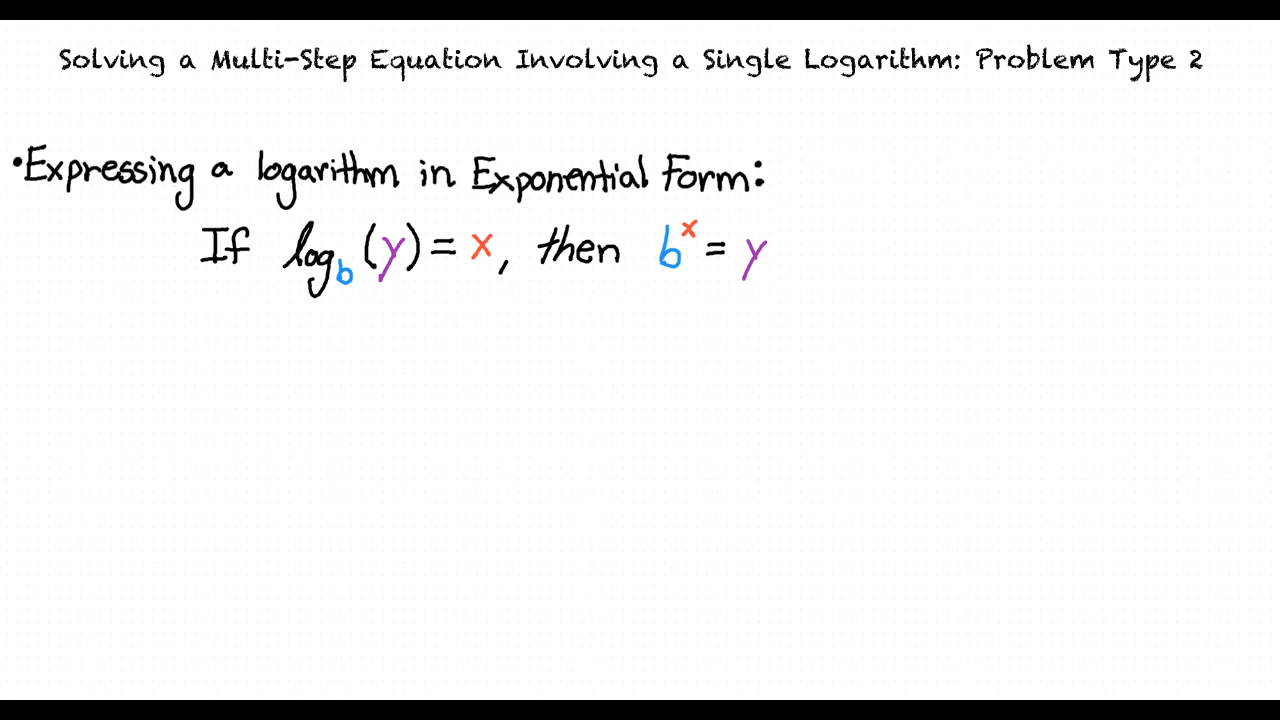 Solving a Multi-Step Equation Involving a Single Logarithm: Problem Type 2
•Expressing a logarithm in Exponential Form:
If log_b (y) = x, then b^x = y